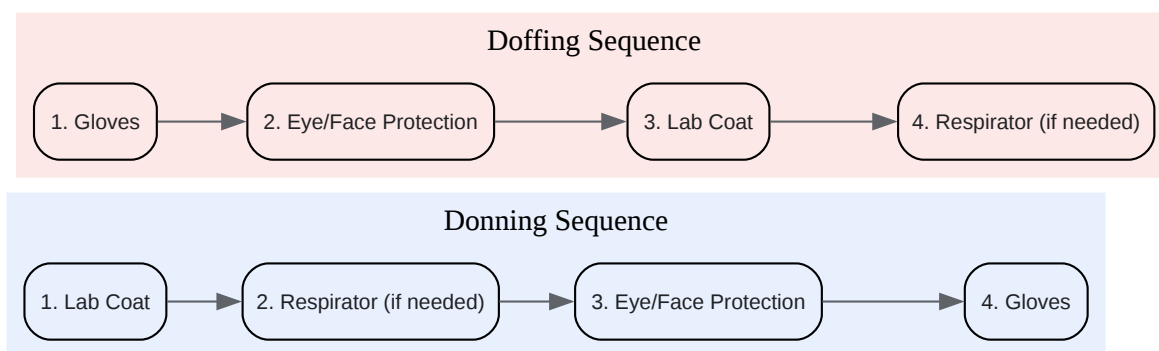 Doffing Sequence
1. Gloves
2. Eye/Face Protection
3. Lab Coat
4. Respirator (if needed)
Donning Sequence
1. Lab Coat
2. Respirator (if needed)
3. Eye/Face Protection
4. Gloves